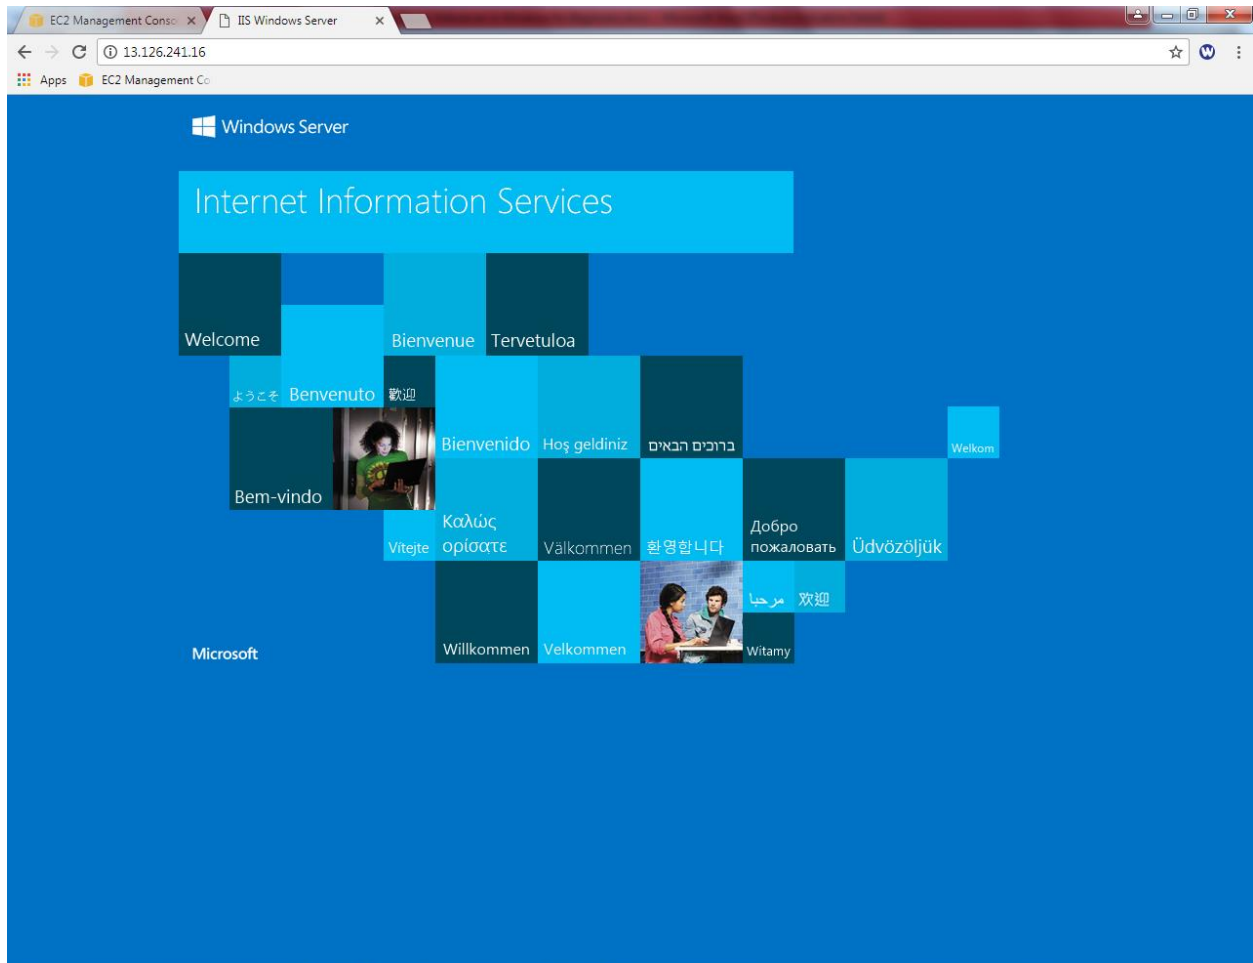 EC2 Management Conso
IIS Windows Server
13.126.241.16
Apps
EC2 Management Co
Windows Server
Internet Information Services
Welcome
Bienvenue
Tervetuloa
ようこそ
Benvenuto
歡迎
Bienvenido
Hoş geldiniz
ברוכים הבאים
Welkom
Bem-vindo
Vítejte
Καλώς
ορίσατε
Välkommen
환영합니다
Добро
пожаловать
Üdvözöljük
مرحبا
欢迎
Willkommen
Velkommen
Witamy
Microsoft